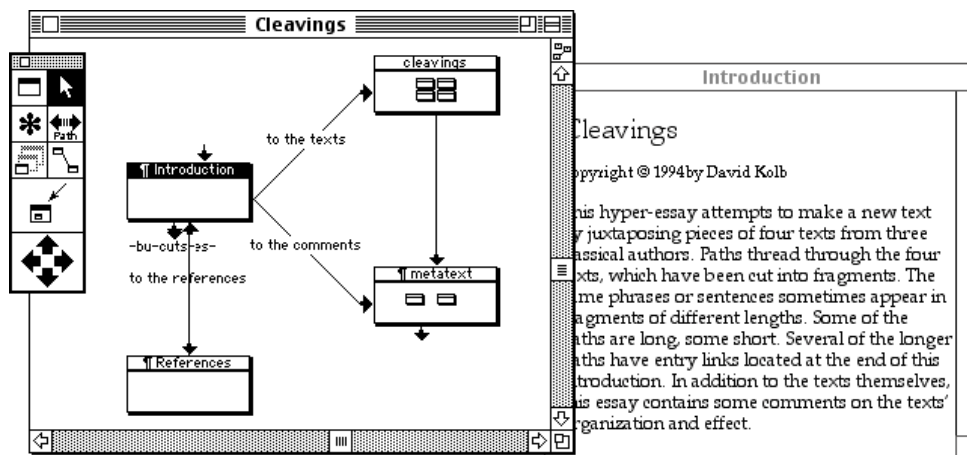 Cleavings
cleavings
Path
to the texts
¶ Introduction
-bu-cuts-es-
to the comments
to the references
¶ metatext
¶ References
Introduction
Cleavings
opyright © 1994 by David Kolb
his hyper-essay attempts to make a new text
y juxtaposing pieces of four texts from three
assical authors. Paths thread through the four
xts, which have been cut into fragments. The
ame phrases or sentences sometimes appear in
agments of different lengths. Some of the
aths are long, some short. Several of the longer
aths have entry links located at the end of this
troduction. In addition to the texts themselves,
is essay contains some comments on the texts'
rganization and effect.